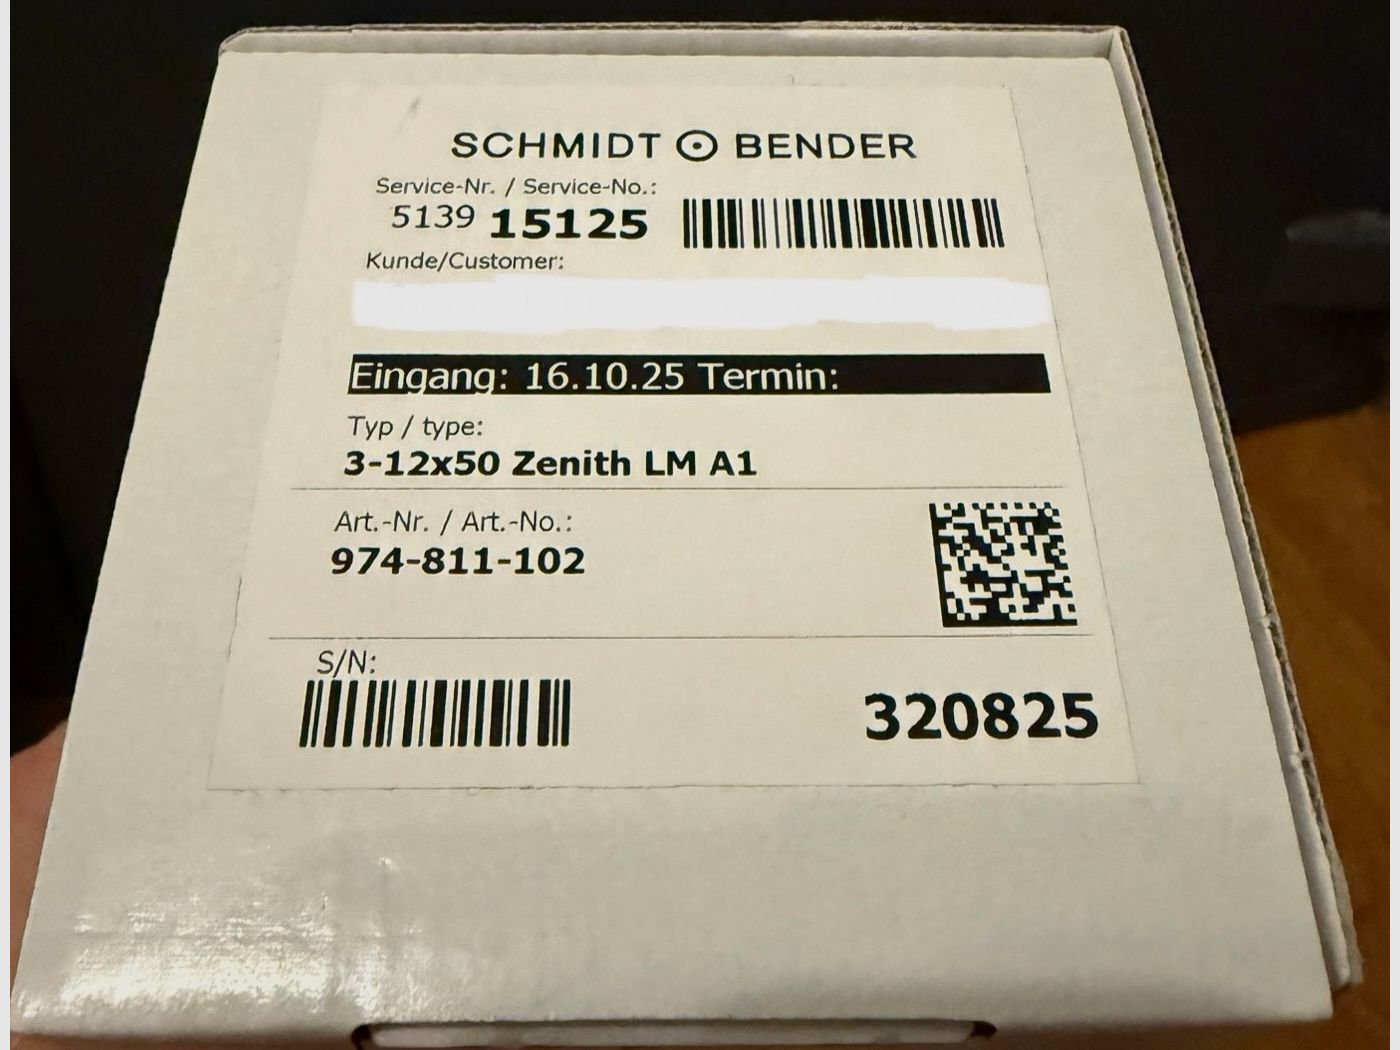 SCHMIDT BENDER
Service-Nr. / Service-No.:
5139 15125
Kunde/Customer:
Eingang: 16.10.25 Termin:
Typ / type:
3-12x50 Zenith LM A1
Art.-Nr. / Art.-No.:
974-811-102
S/N:
320825